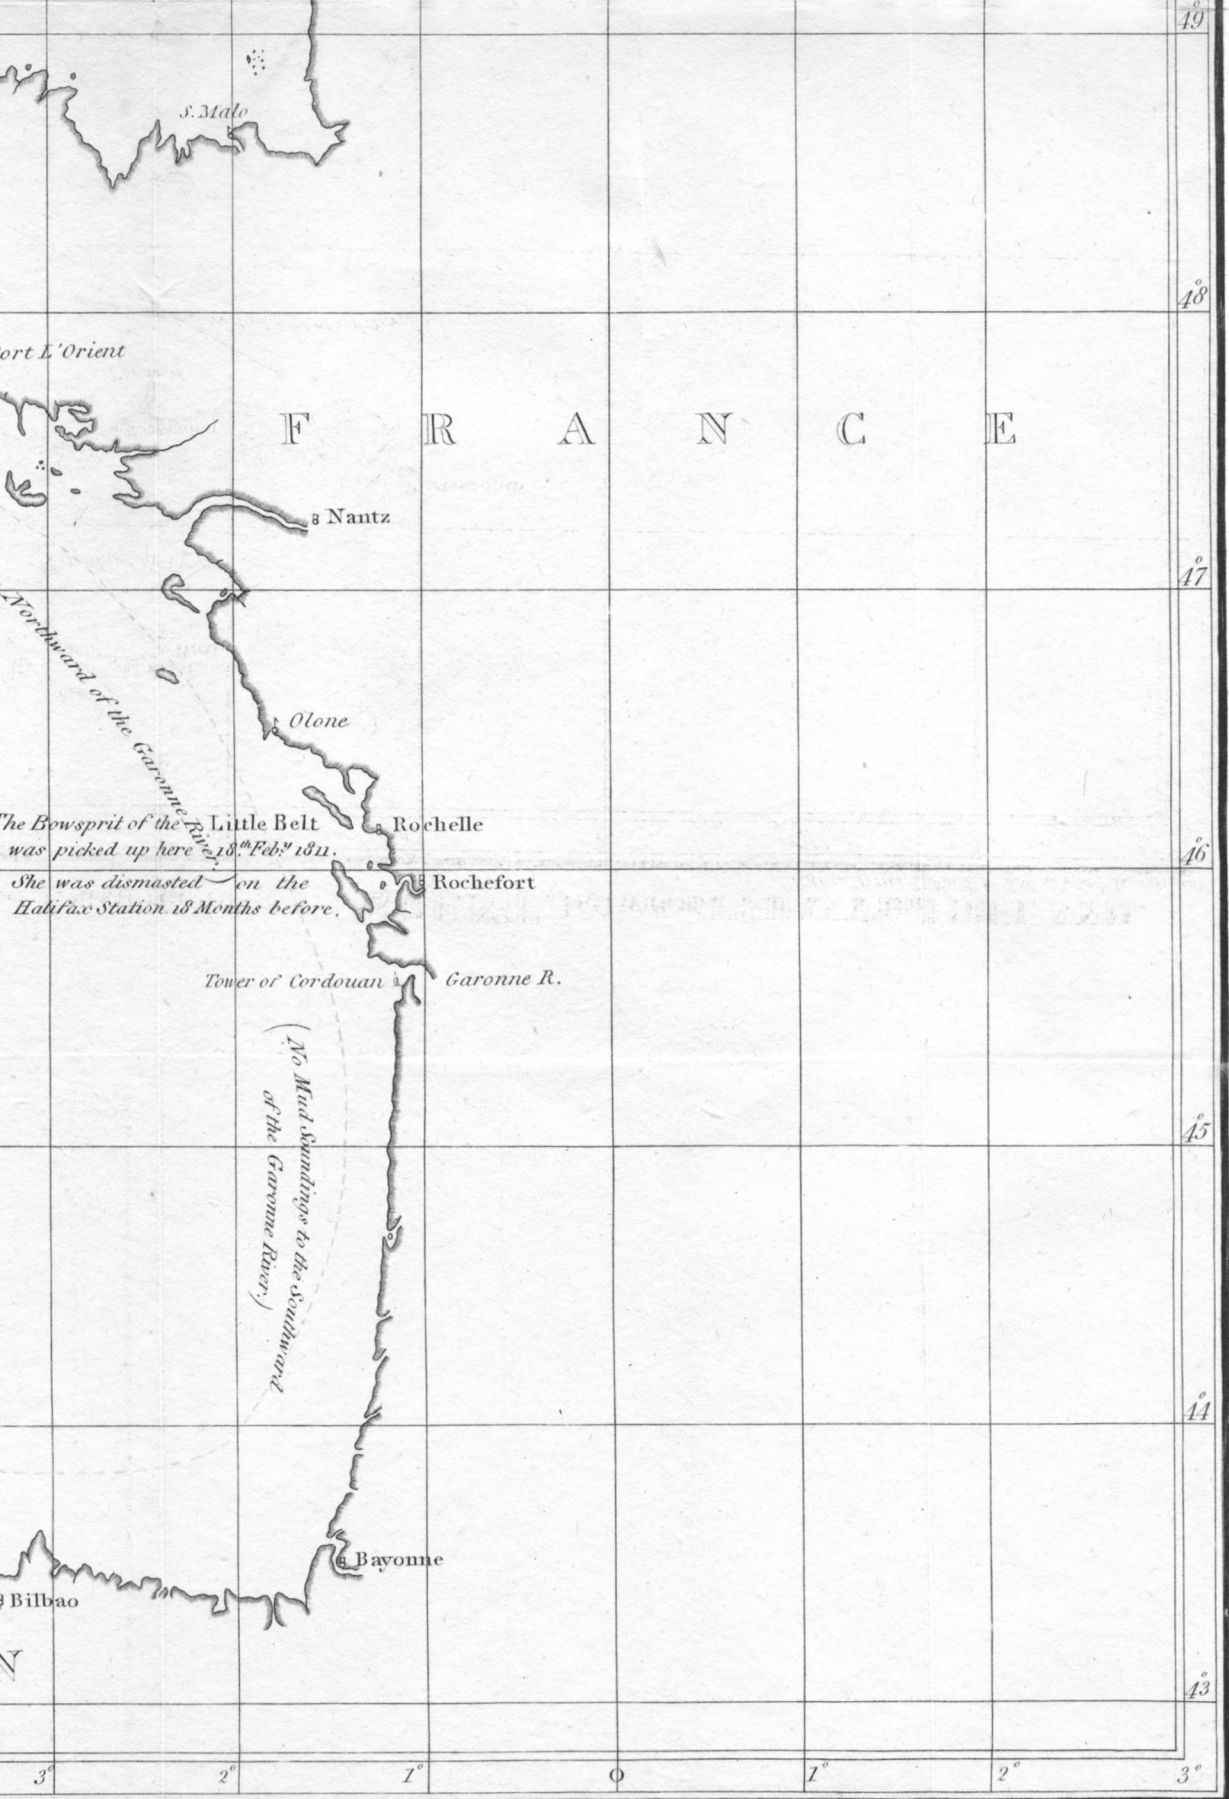 49°
S. Malo
48°
ort L'Orient
F R A N C E
Nantz
47°
Northward of the Garonne River.
Olone
The Bowsprit of the Little Belt
was picked up here 18.th Feb.y 1811.
Rochelle
46°
She was dismasted on the
Halifax Station 18 Months before.
Rochefort
Tower of Cordouan
Garonne R.
(No Mud Soundings to the Southward
of the Garonne River.)
45°
44°
Bayonne
Bilbao
N
43°
3° 2° 1° 0 1° 2° 3°